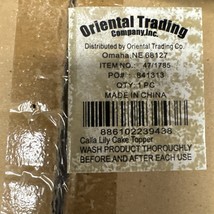 Oriental Trading
Company, Inc.
Distributed by Oriental Trading Co.
Omaha, NE 68127
ITEM NO.: 47/1785
PO#: 841313
QTY: 1 PC
MADE IN CHINA
886102239438
Calla Lily Cake Topper
WASH PRODUCT THOROUGHLY
BEFORE AND AFTER EACH USE